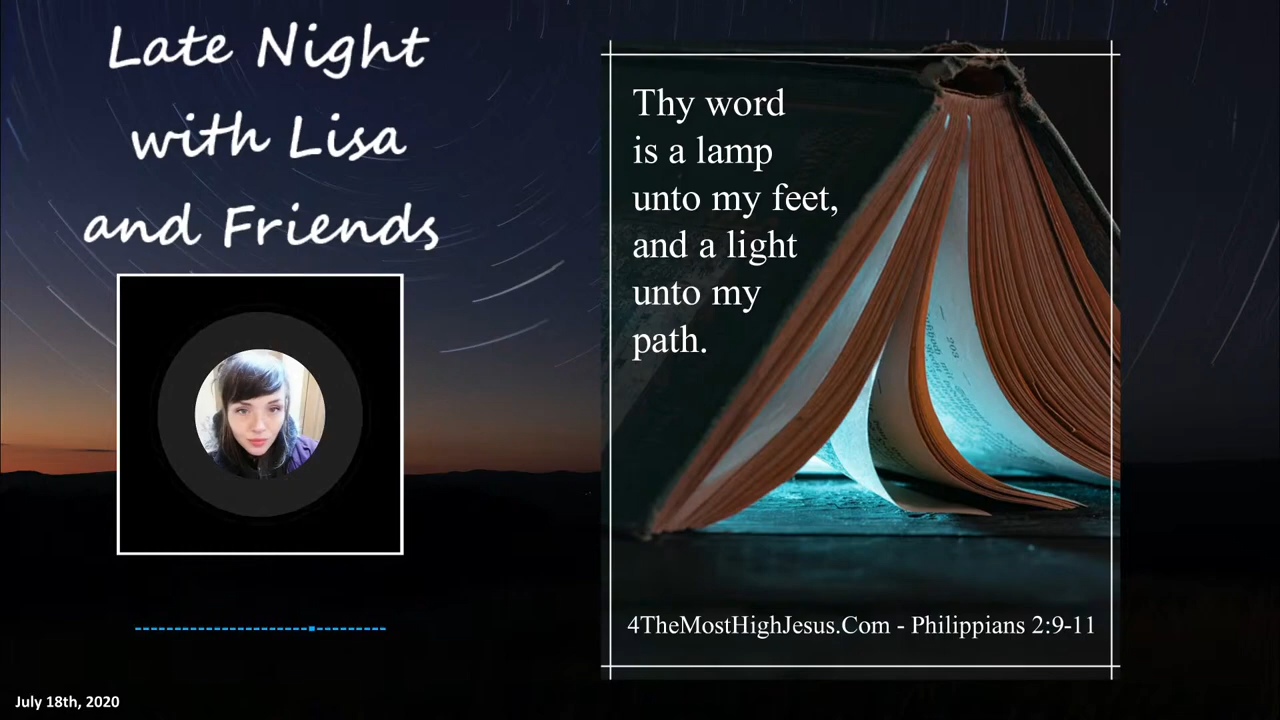 Late Night
with Lisa
and Friends
Thy word
is a lamp
unto my feet,
and a light
unto my
path.
4TheMostHighJesus.Com - Philippians 2:9-11
July 18th, 2020